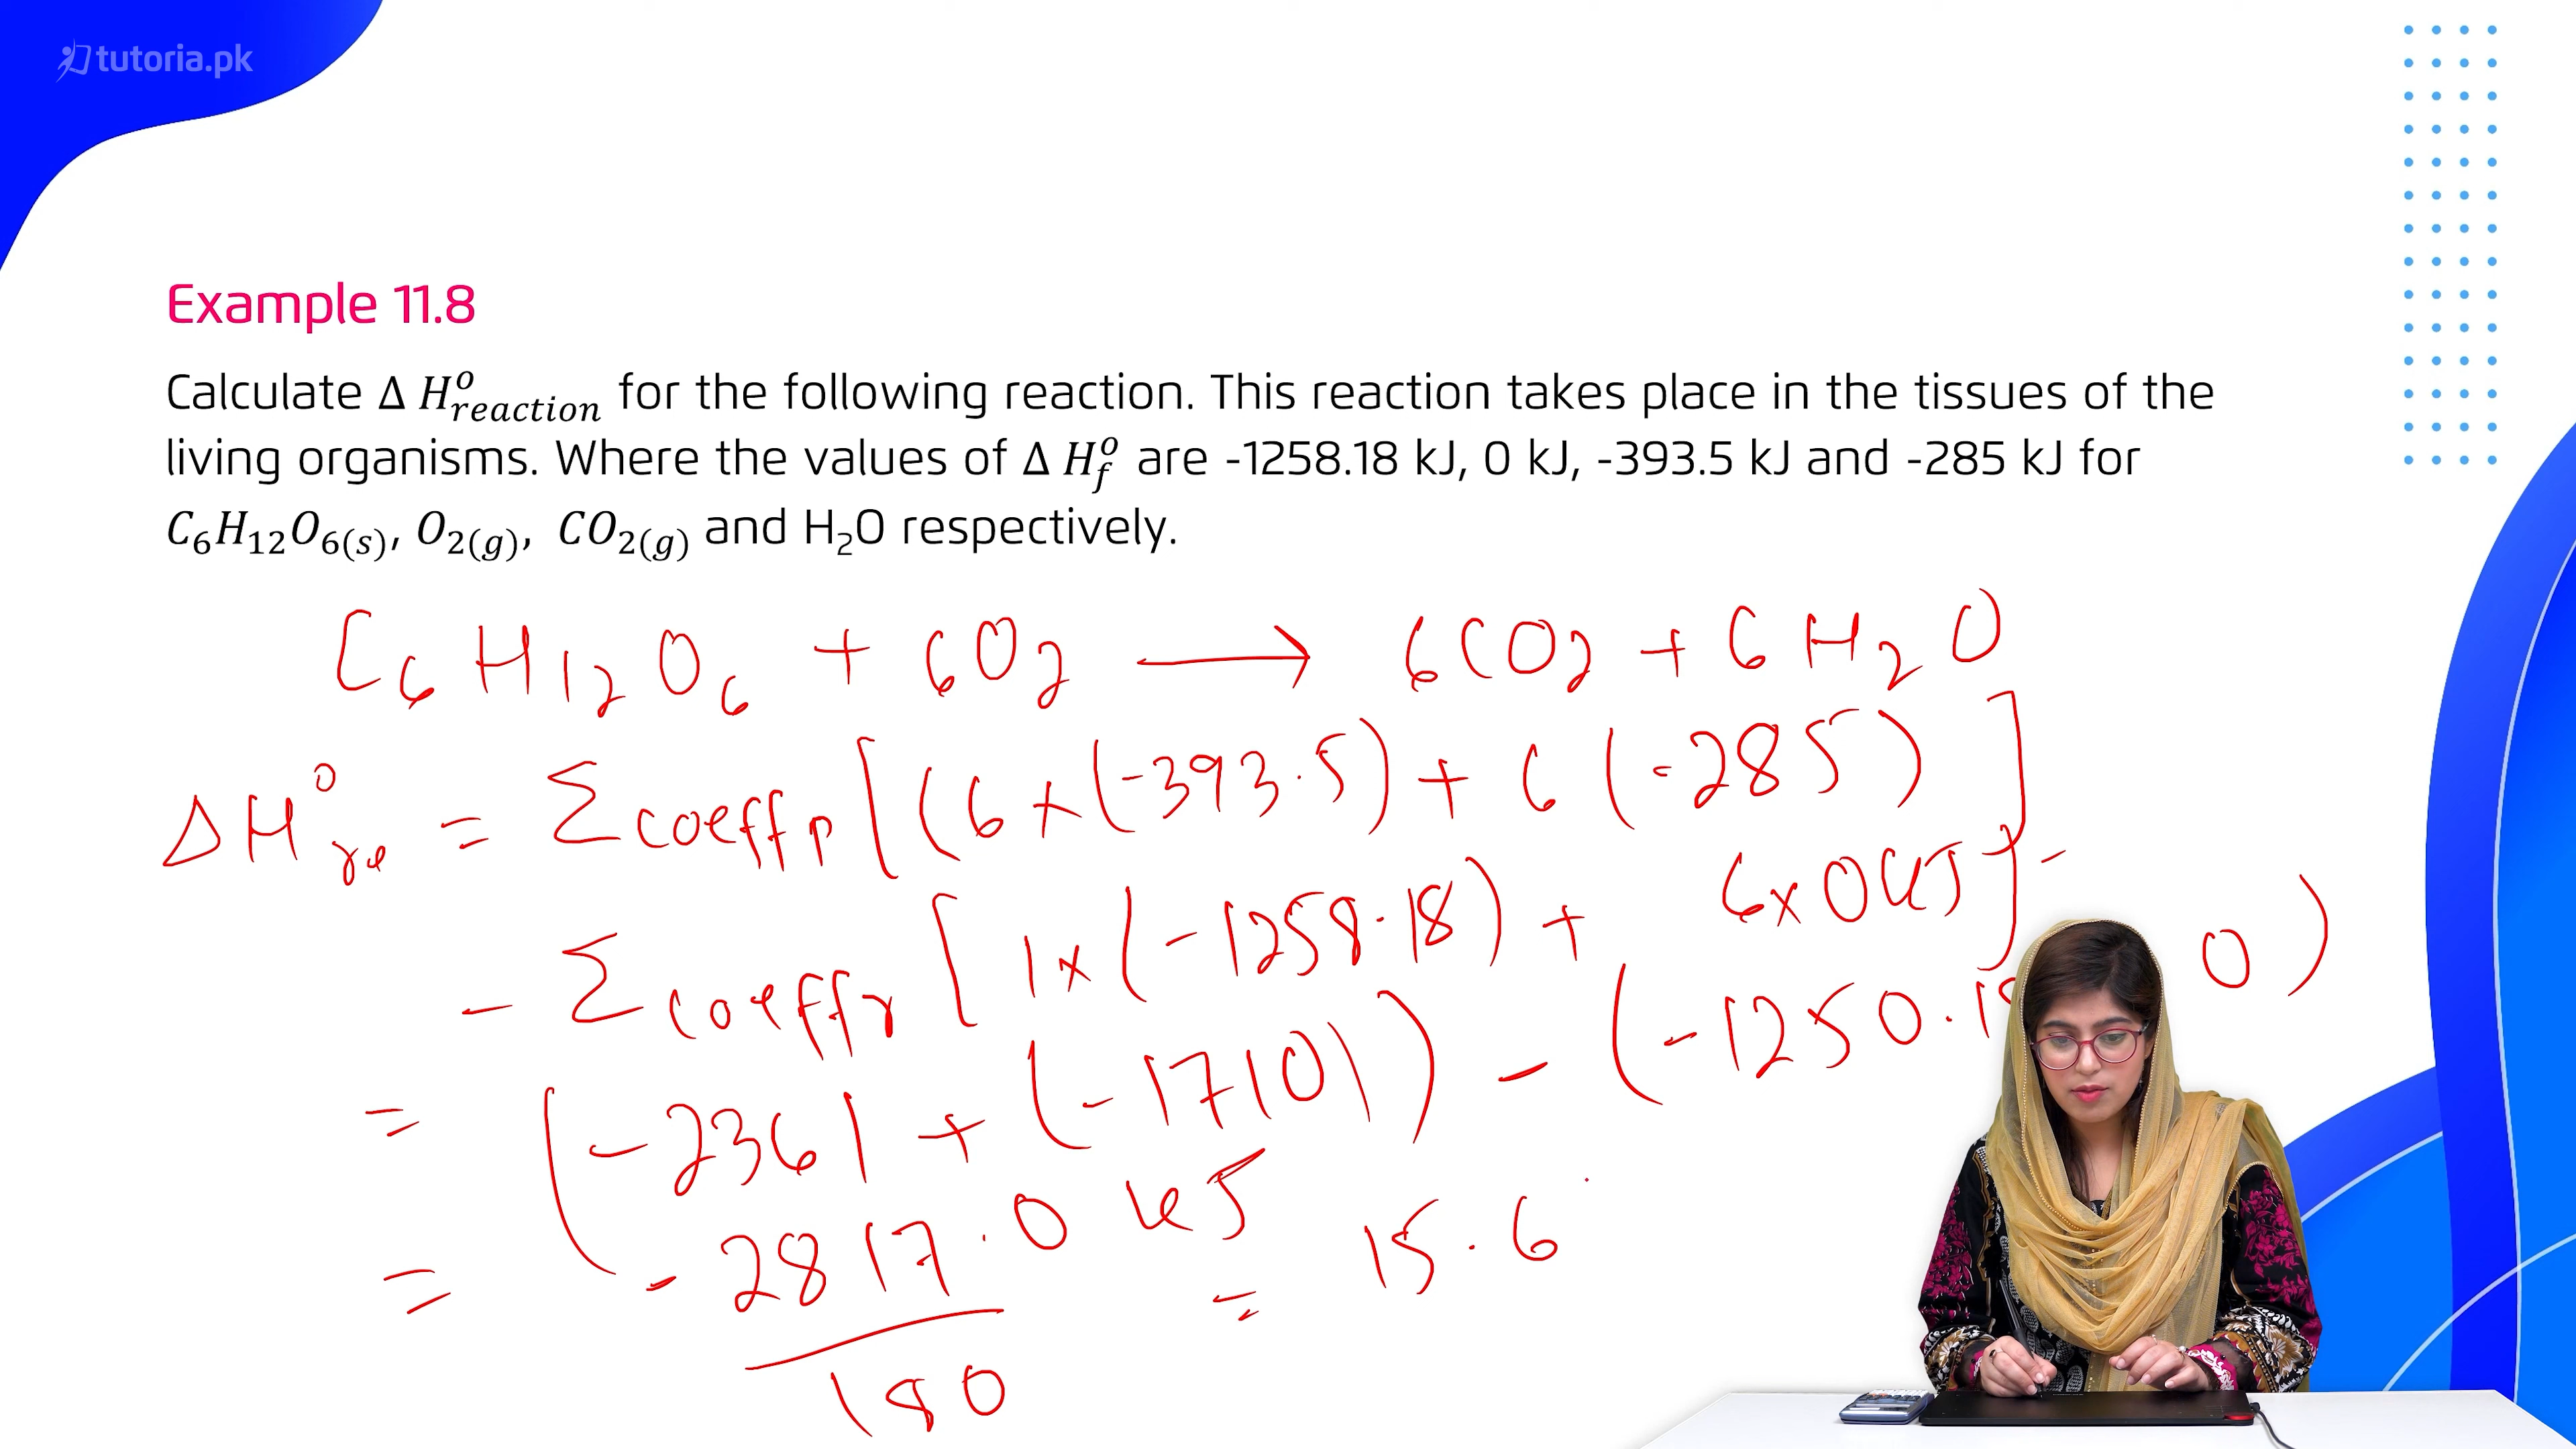 tutoria.pk
Example 11.8
Calculate Δ H°reaction for the following reaction. This reaction takes place in the tissues of the
living organisms. Where the values of Δ H°f are -1258.18 kJ, 0 kJ, -393.5 kJ and -285 kJ for
C₆H₁₂O₆(s), O₂(g), CO₂(g) and H₂O respectively.
C₆H₁₂O₆ + 6O₂ → 6CO₂ + 6H₂O
ΔH°re = Σcoeffp [(6×(-393.5) + 6(-285)] -
- Σcoeffr [1×(-1258.18) + 6×0kJ]
= (-2361 + (-1710)) - (-1250.18 0)
= -2817.0 kJ = 15.6
180